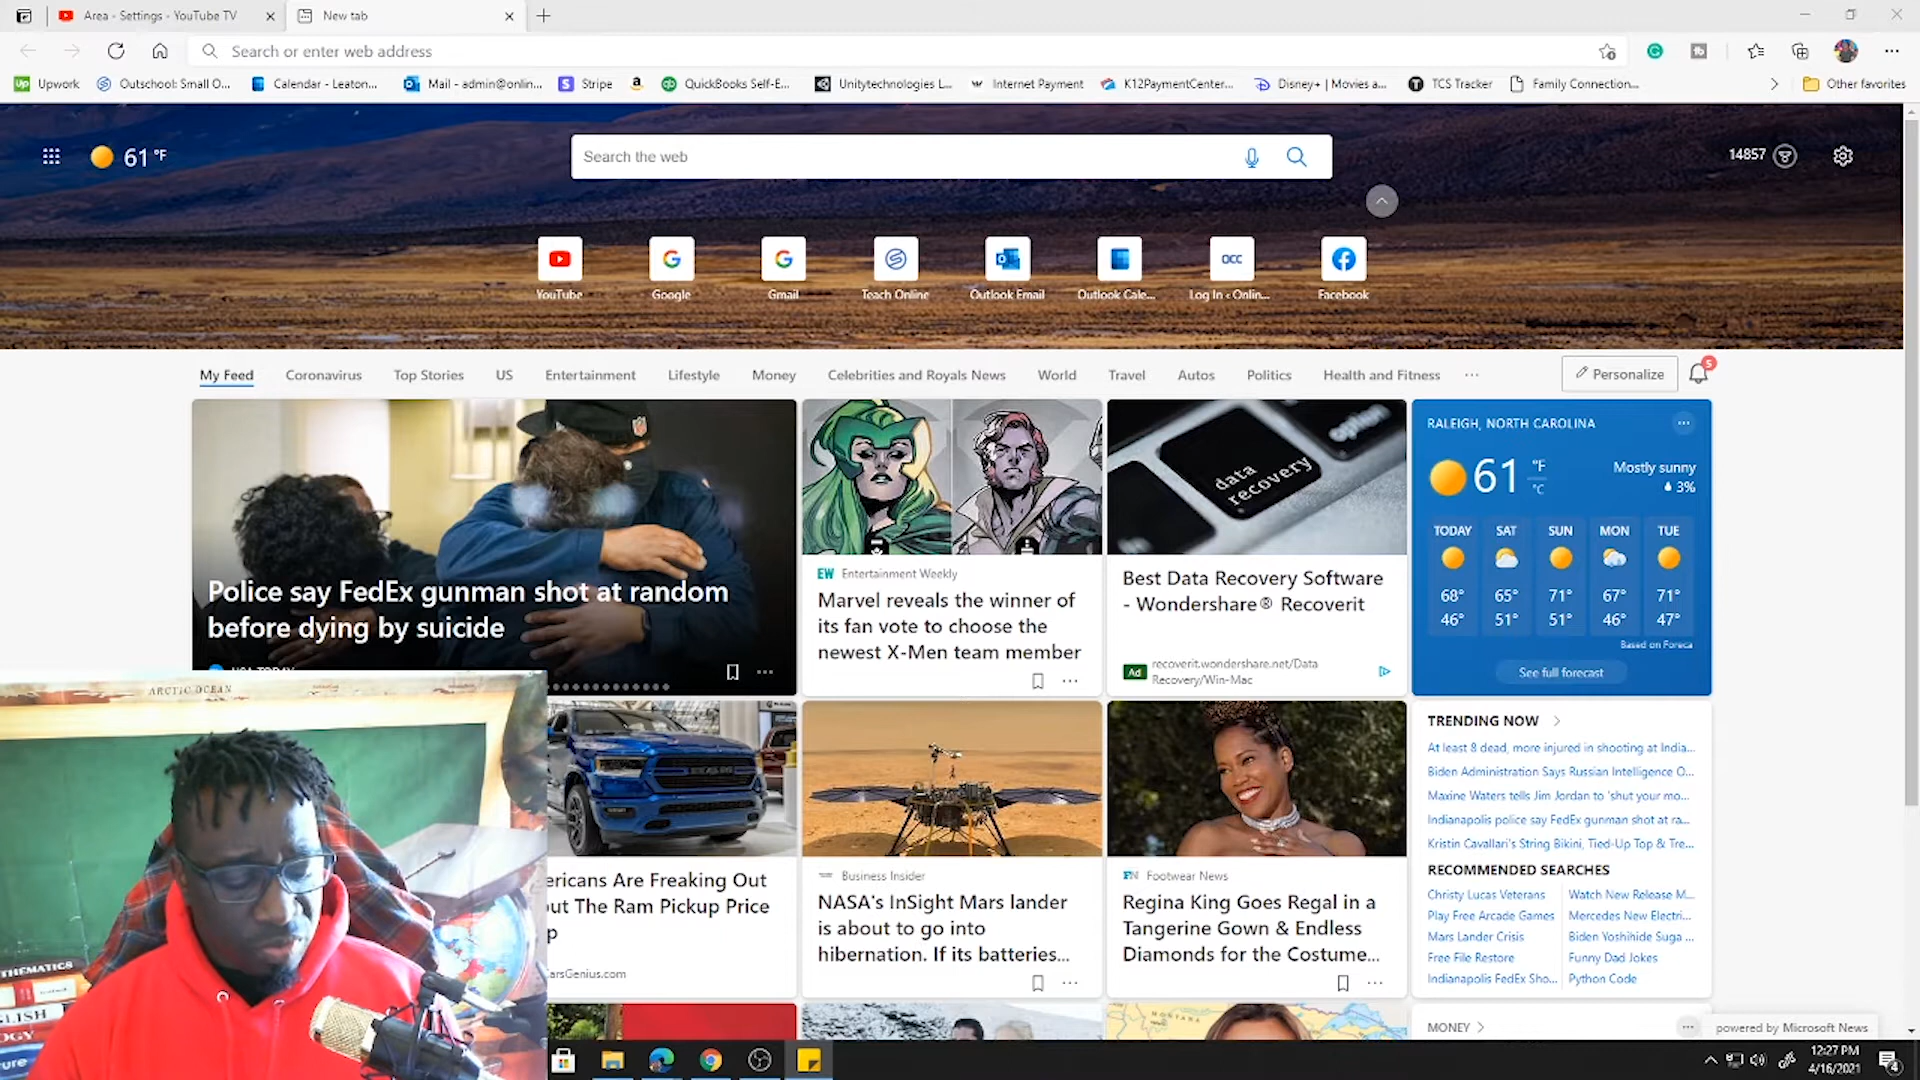 Area - Settings - YouTube TV
New tab
Search or enter web address
Upwork
Outschool: Small O...
Calendar - Leaton...
Mail - admin@onlin...
Stripe
QuickBooks Self-E...
Unitytechnologies L...
Internet Payment
K12PaymentCenter...
Disney+ | Movies a...
TCS Tracker
Family Connection...
Other favorites
61 °F
Search the web
14857
occ
YouTube
Google
Gmail
Teach Online
Outlook Email
Outlook Cale...
Log In ‹ Onlin...
Facebook
My Feed
Coronavirus
Top Stories
US
Entertainment
Lifestyle
Money
Celebrities and Royals News
World
Travel
Autos
Politics
Health and Fitness
Personalize
5
Police say FedEx gunman shot at random
before dying by suicide
USA TODAY
EW Entertainment Weekly
Marvel reveals the winner of
its fan vote to choose the
newest X-Men team member
data
recovery
option
Best Data Recovery Software
- Wondershare® Recoverit
Ad
recoverit.wondershare.net/Data
Recovery/Win-Mac
RALEIGH, NORTH CAROLINA
61 °F
°C
Mostly sunny
3%
TODAY SAT SUN MON TUE
68° 65° 71° 67° 71°
46° 51° 51° 46° 47°
Based on Foreca
See full forecast
ericans Are Freaking Out
out The Ram Pickup Price
p
CarsGenius.com
Business Insider
NASA's InSight Mars lander
is about to go into
hibernation. If its batteries...
FN Footwear News
Regina King Goes Regal in a
Tangerine Gown & Endless
Diamonds for the Costume...
TRENDING NOW
At least 8 dead, more injured in shooting at India...
Biden Administration Says Russian Intelligence O...
Maxine Waters tells Jim Jordan to 'shut your mo...
Indianapolis police say FedEx gunman shot at ra...
Kristin Cavallari's String Bikini, Tied-Up Top & Tre...
RECOMMENDED SEARCHES
Christy Lucas Veterans
Watch New Release M...
Play Free Arcade Games
Mercedes New Electri...
Mars Lander Crisis
Biden Yoshihide Suga ...
Free File Restore
Funny Dad Jokes
Indianapolis FedEx Sho...
Python Code
MONTANA
MONEY
powered by Microsoft News
ARCTIC OCEAN
THEMATICS
LISH
OGY
12:27 PM
4/16/2021
4